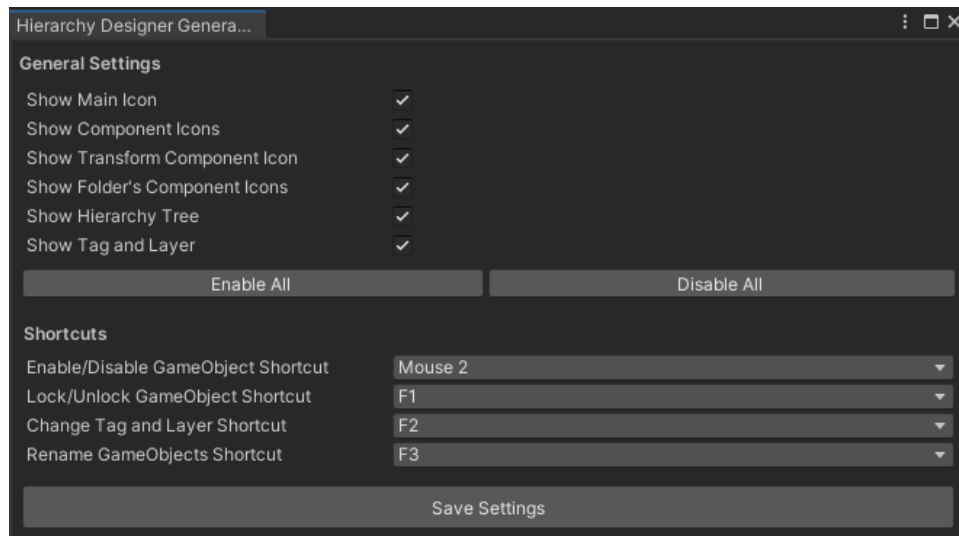 Hierarchy Designer Genera...
General Settings
Show Main Icon
Show Component Icons
Show Transform Component Icon
Show Folder's Component Icons
Show Hierarchy Tree
Show Tag and Layer
Enable All Disable All
Shortcuts
Enable/Disable GameObject Shortcut Mouse 2
Lock/Unlock GameObject Shortcut F1
Change Tag and Layer Shortcut F2
Rename GameObjects Shortcut F3
Save Settings